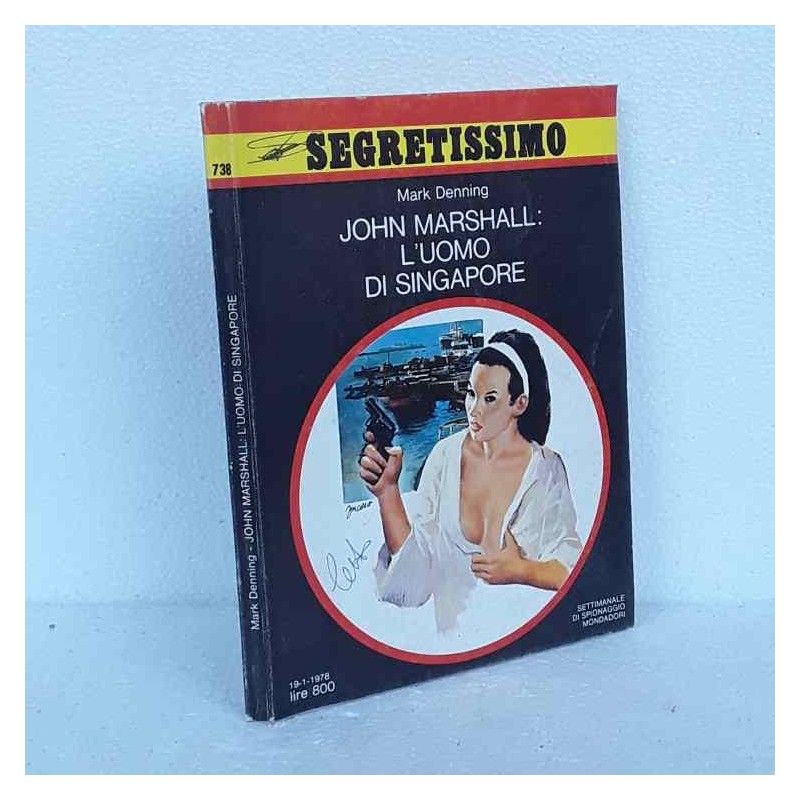 738
SEGRETISSIMO
Mark Denning
JOHN MARSHALL:
L'UOMO
DI SINGAPORE
Mark Denning - JOHN MARSHALL: L'UOMO DI SINGAPORE
SETTIMANALE
DI SPIONAGGIO
MONDADORI
19-1-1978
lire 800